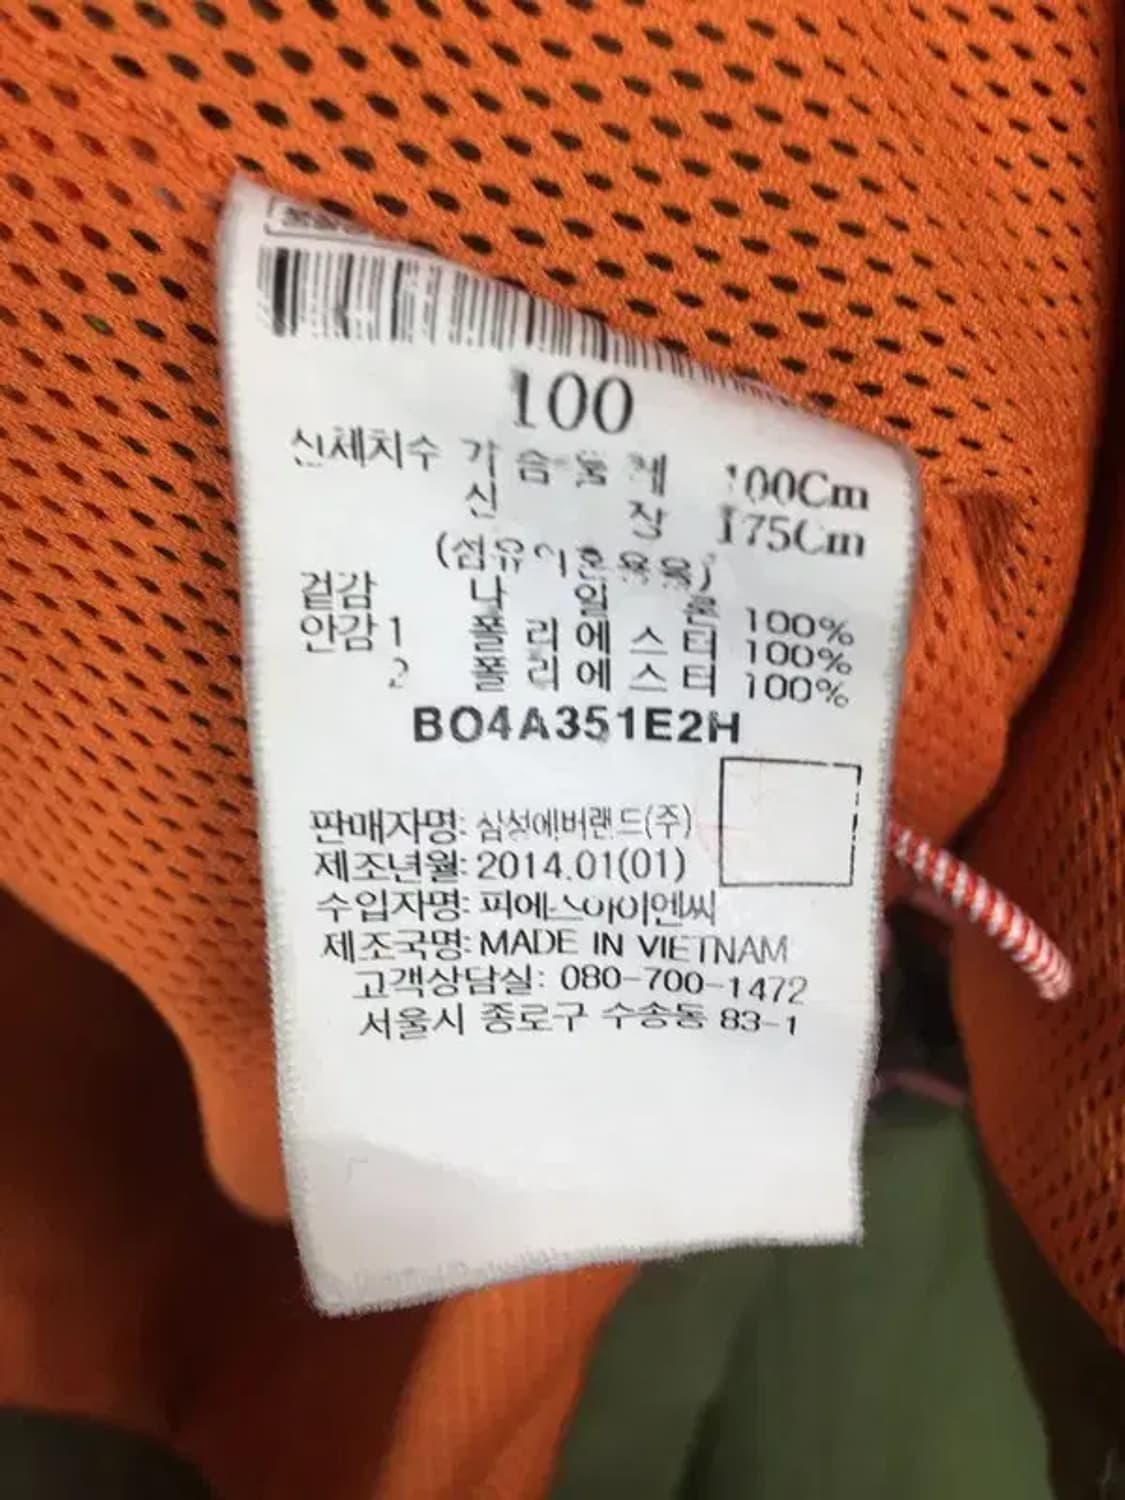 100
신체치수 가슴둘레 100Cm
신 장 175Cm
(섬유의혼용율)
겉감 나 일 론 100%
안감1 폴리에스터 100%
2 폴리에스터 100%
BO4A351E2H
판매자명: 삼성에버랜드(주)
제조년월: 2014.01(01)
수입자명: 피에스아이엔씨
제조국명: MADE IN VIETNAM
고객상담실: 080-700-1472
서울시 종로구 수송동 83-1